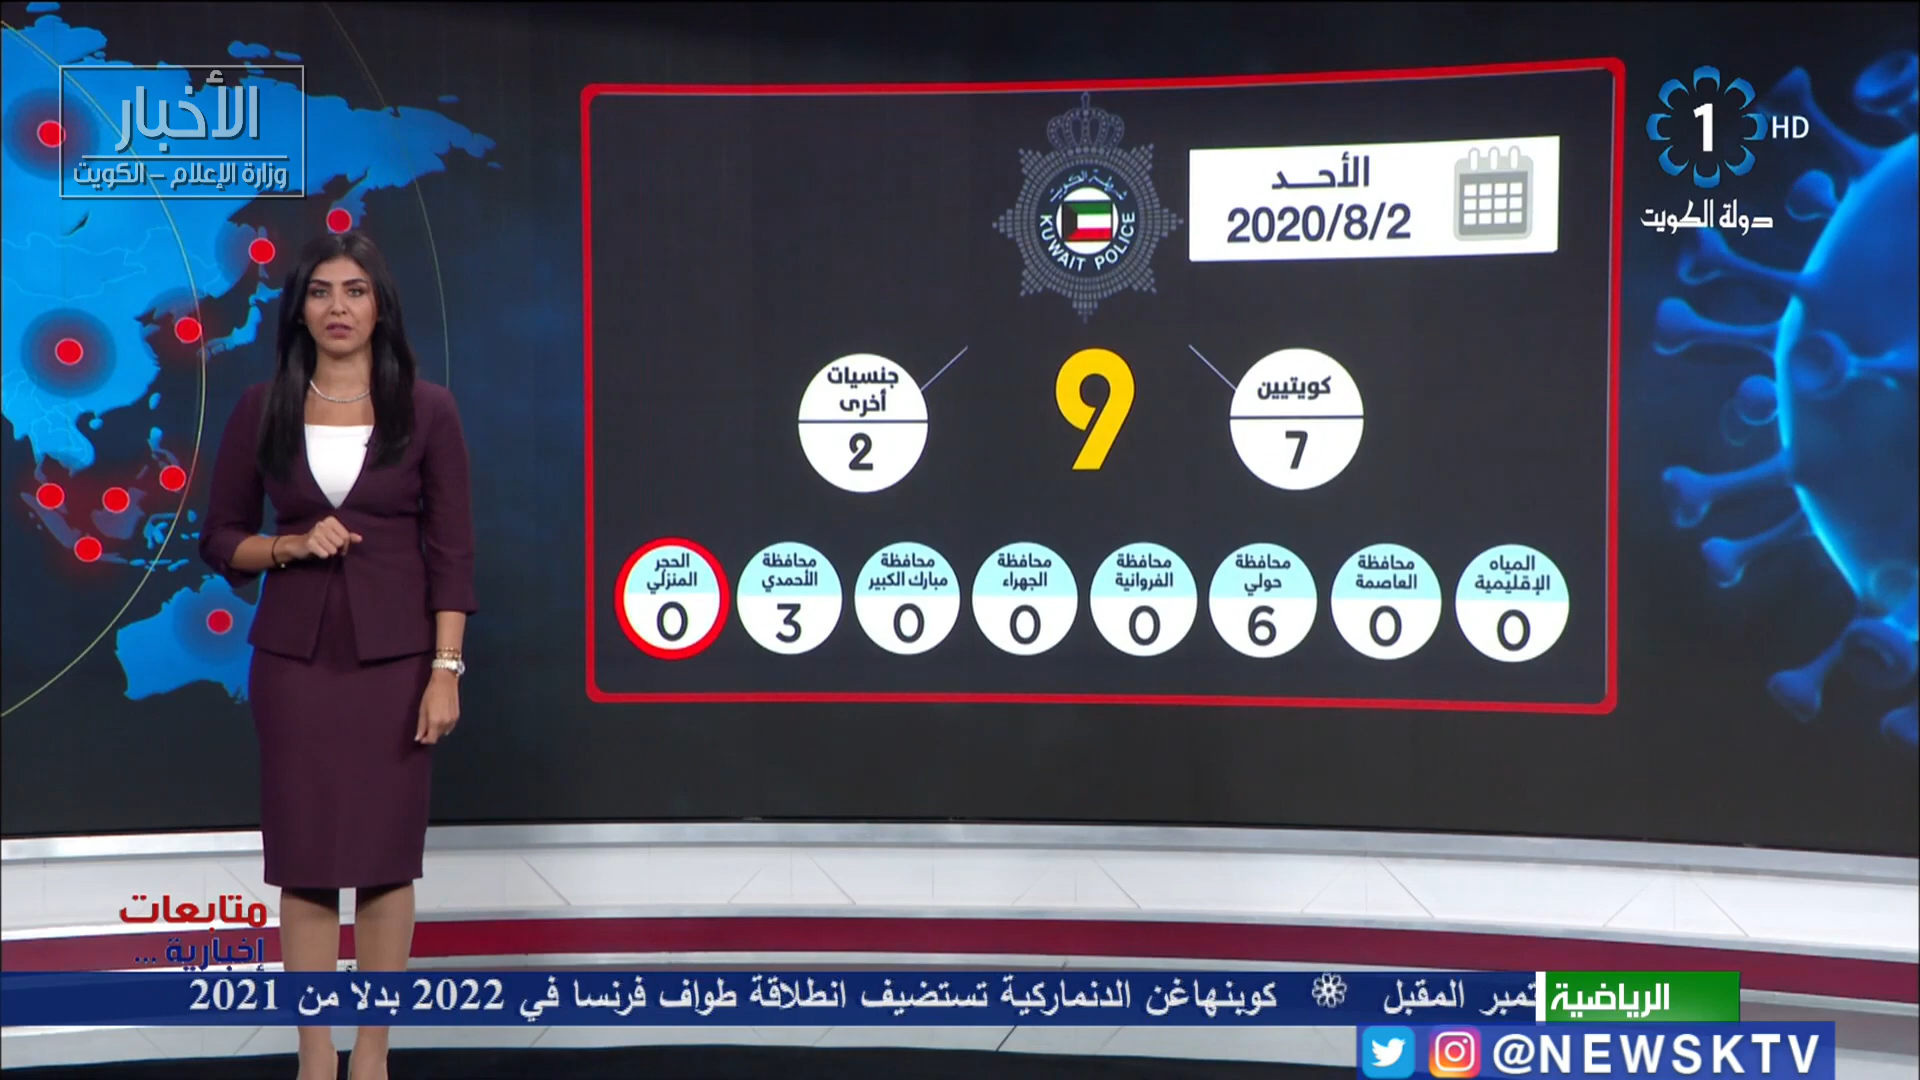 الأخبار
وزارة الإعلام – الكويت
1 HD
دولة الكويت
الأحد
2020/8/2
شرطة الكويت
KUWAIT POLICE
كويتيين
7
9
جنسيات
أخرى
2
المياه
الإقليمية
0
محافظة
العاصمة
0
محافظة
حولي
6
محافظة
الفروانية
0
محافظة
الجهراء
0
محافظة
مبارك الكبير
0
محافظة
الأحمدي
3
الحجر
المنزلي
0
متابعات
إخبارية ...
الرياضية
تمبر المقبل كوبنهاغن الدنماركية تستضيف انطلاقة طواف فرنسا في 2022 بدلاً من 2021
@NEWSKTV